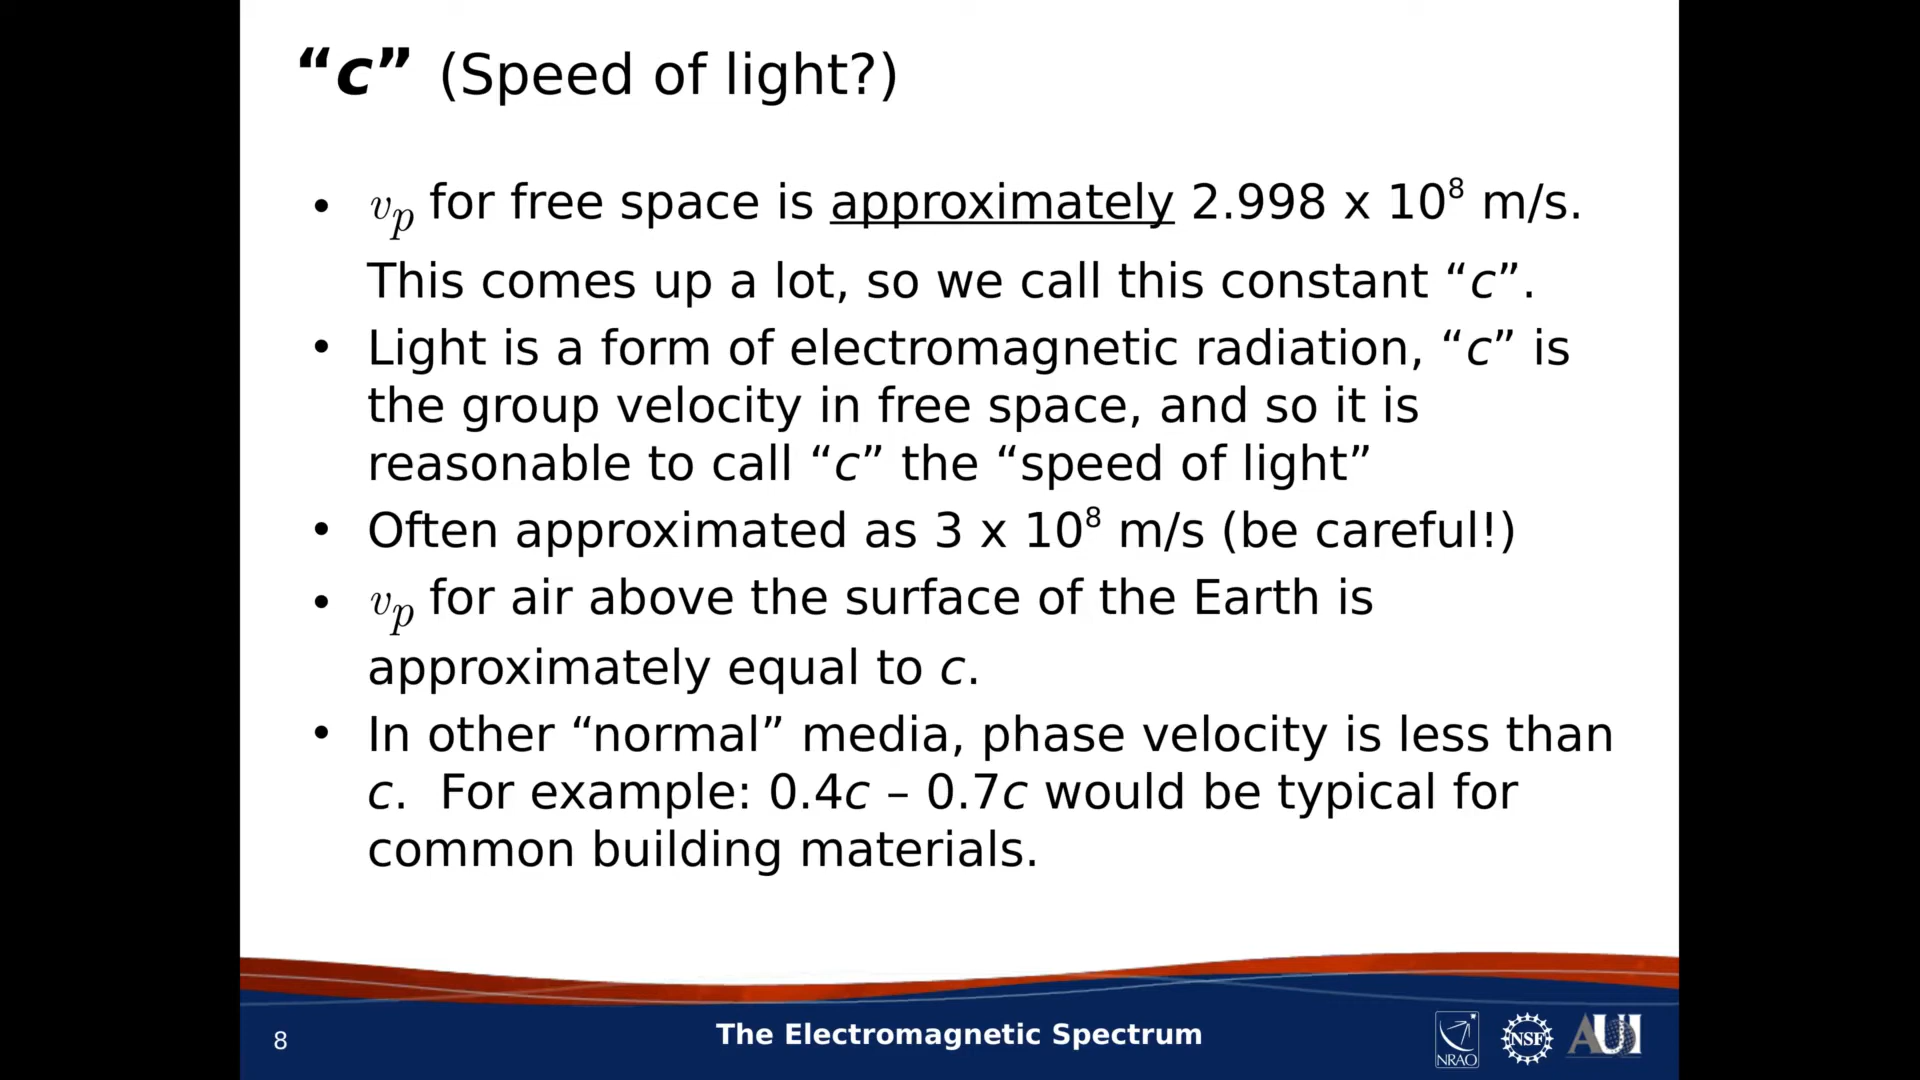 “c” (Speed of light?)
• vₚ for free space is approximately 2.998 x 10⁸ m/s.
This comes up a lot, so we call this constant “c”.
• Light is a form of electromagnetic radiation, “c” is
the group velocity in free space, and so it is
reasonable to call “c” the “speed of light”
• Often approximated as 3 x 10⁸ m/s (be careful!)
• vₚ for air above the surface of the Earth is
approximately equal to c.
• In other “normal” media, phase velocity is less than
c.  For example: 0.4c – 0.7c would be typical for
common building materials.
8
The Electromagnetic Spectrum
NRAO
NSF
AUI